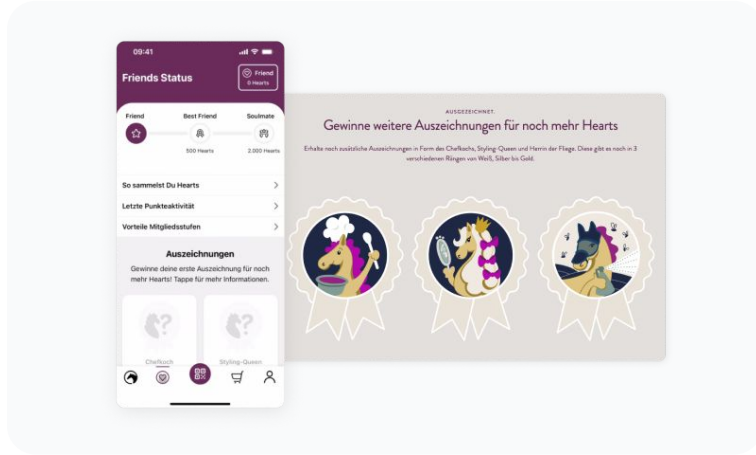 09:41
Friends Status
Friend
0 Hearts
Friend
Best Friend
Soulmate
500 Hearts
2.000 Hearts
So sammelst Du Hearts
Letzte Punkteaktivität
Vorteile Mitgliedsstufen
Auszeichnungen
Gewinne deine erste Auszeichnung für noch
mehr Hearts! Tappe für mehr Informationen.
?
?
Chefkoch
Styling-Queen
AUSGEZEICHNET.
Gewinne weitere Auszeichnungen für noch mehr Hearts
Erhalte noch zusätzliche Auszeichnungen in Form des Chefkochs, Styling-Queen und Herrin der Fliege. Diese gibt es noch in 3
verschiedenen Rängen von Weiß, Silber bis Gold.